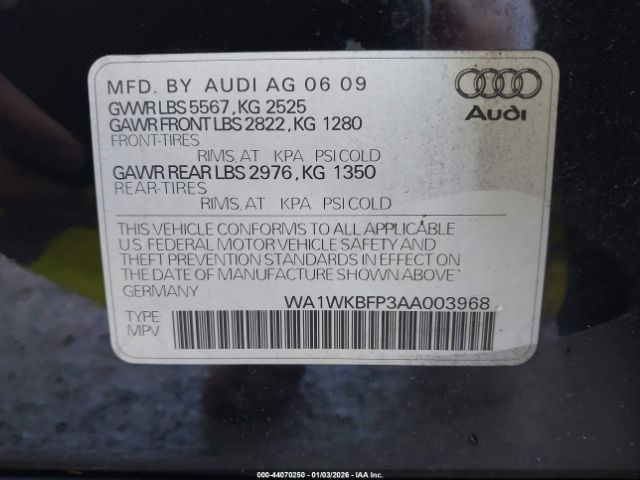 MFD. BY AUDI AG 06 09
GVWR LBS 5567, KG 2525
GAWR FRONT LBS 2822, KG 1280
FRONT-TIRES
RIMS, AT KPA PSI COLD
GAWR REAR LBS 2976, KG 1350
REAR-TIRES
RIMS, AT KPA PSI COLD
Audi
THIS VEHICLE CONFORMS TO ALL APPLICABLE
U.S. FEDERAL MOTOR VEHICLE SAFETY AND
THEFT PREVENTION STANDARDS IN EFFECT ON
THE DATE OF MANUFACTURE SHOWN ABOVE
GERMANY
WA1WKBFP3AA003968
TYPE
MPV
000-44070250 - 01/03/2026 - IAA, Inc.